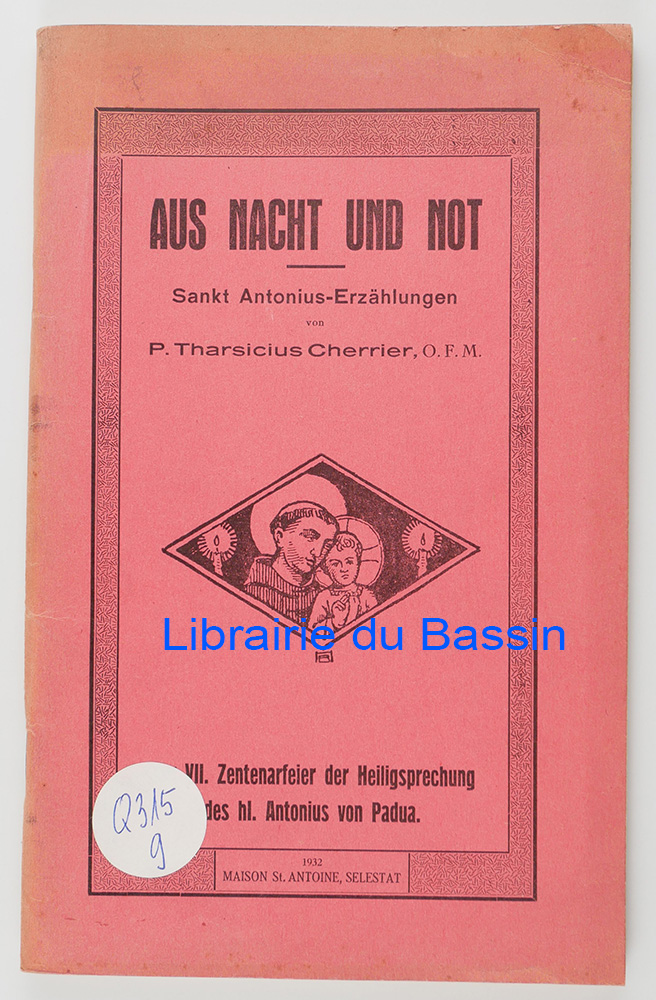 AUS NACHT UND NOT
Sankt Antonius-Erzählungen
von
P. Tharsicius Cherrier, O. F. M.
Librairie du Bassin
VII. Zentenarfeier der Heiligsprechung
des hl. Antonius von Padua.
Q315
9
1932
MAISON St. ANTOINE, SELESTAT